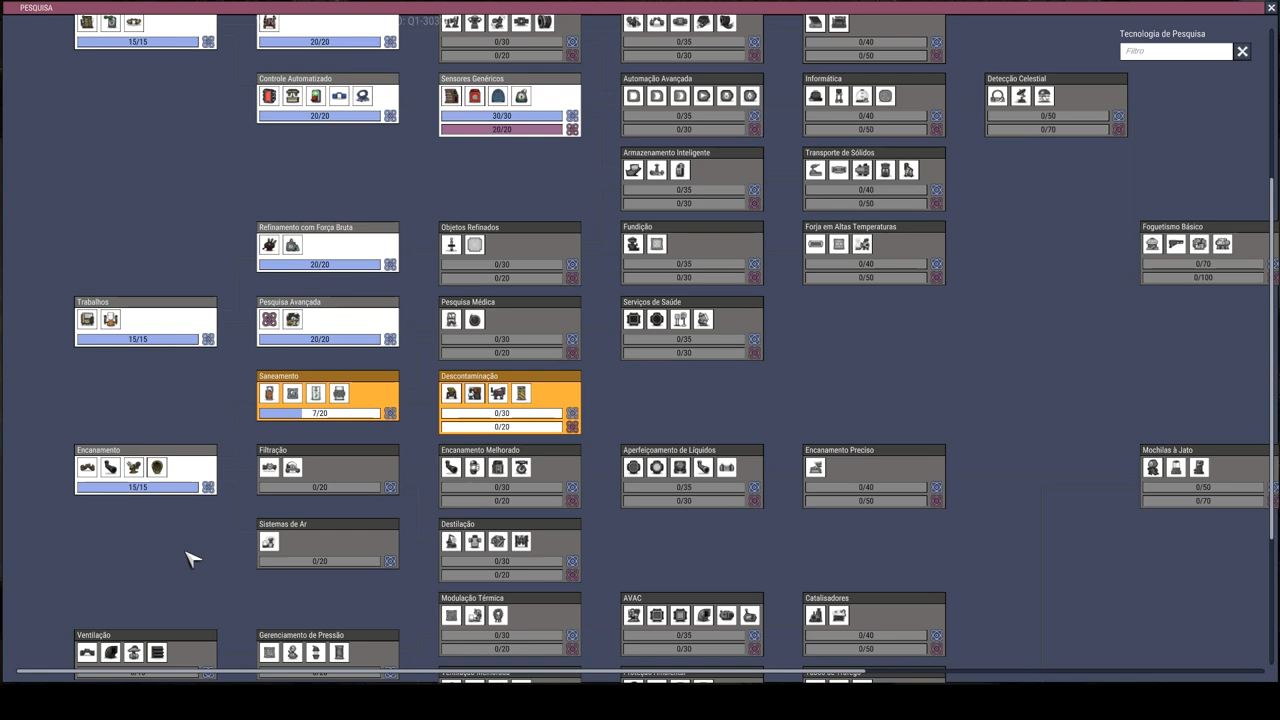 PESQUISA
D: Q1-303
Tecnologia de Pesquisa
Filtro
15/15
20/20
0/30
0/20
0/35
0/30
0/40
0/50
Controle Automatizado
20/20
Sensores Genéricos
30/30
20/20
Automação Avançada
0/35
0/30
Informática
0/40
0/50
Detecção Celestial
0/50
0/70
Armazenamento Inteligente
0/35
0/30
Transporte de Sólidos
0/40
0/50
Refinamento com Força Bruta
20/20
Objetos Refinados
0/30
0/20
Fundição
0/35
0/30
Forja em Altas Temperaturas
0/40
0/50
Foguetismo Básico
0/70
0/100
Trabalhos
15/15
Pesquisa Avançada
20/20
Pesquisa Médica
0/30
0/20
Serviços de Saúde
0/35
0/30
Saneamento
7/20
Descontaminação
0/30
0/20
Encanamento
15/15
Filtração
0/20
Encanamento Melhorado
0/30
0/20
Aperfeiçoamento de Líquidos
0/35
0/30
Encanamento Preciso
0/40
0/50
Mochilas à Jato
0/50
0/70
Sistemas de Ar
0/20
Destilação
0/30
0/20
Modulação Térmica
0/30
0/20
AVAC
0/35
0/30
Catalisadores
0/40
0/50
Ventilação
0/15
Gerenciamento de Pressão
0/20